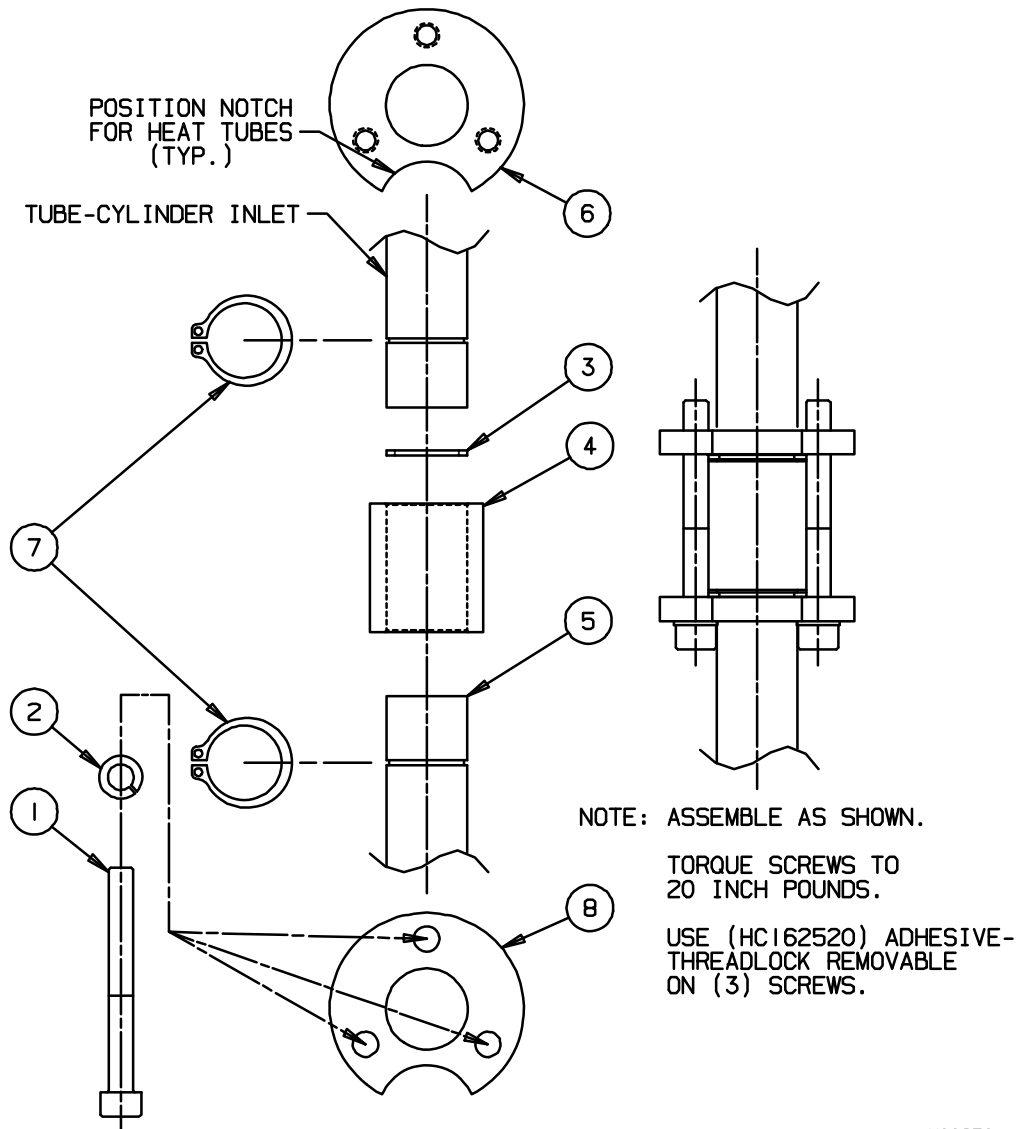 POSITION NOTCH
FOR HEAT TUBES
(TYP.)
6
TUBE-CYLINDER INLET
3
4
7
5
2
1
NOTE: ASSEMBLE AS SHOWN.
TORQUE SCREWS TO
20 INCH POUNDS.
8
USE (HC162520) ADHESIVE-
THREADLOCK REMOVABLE
ON (3) SCREWS.